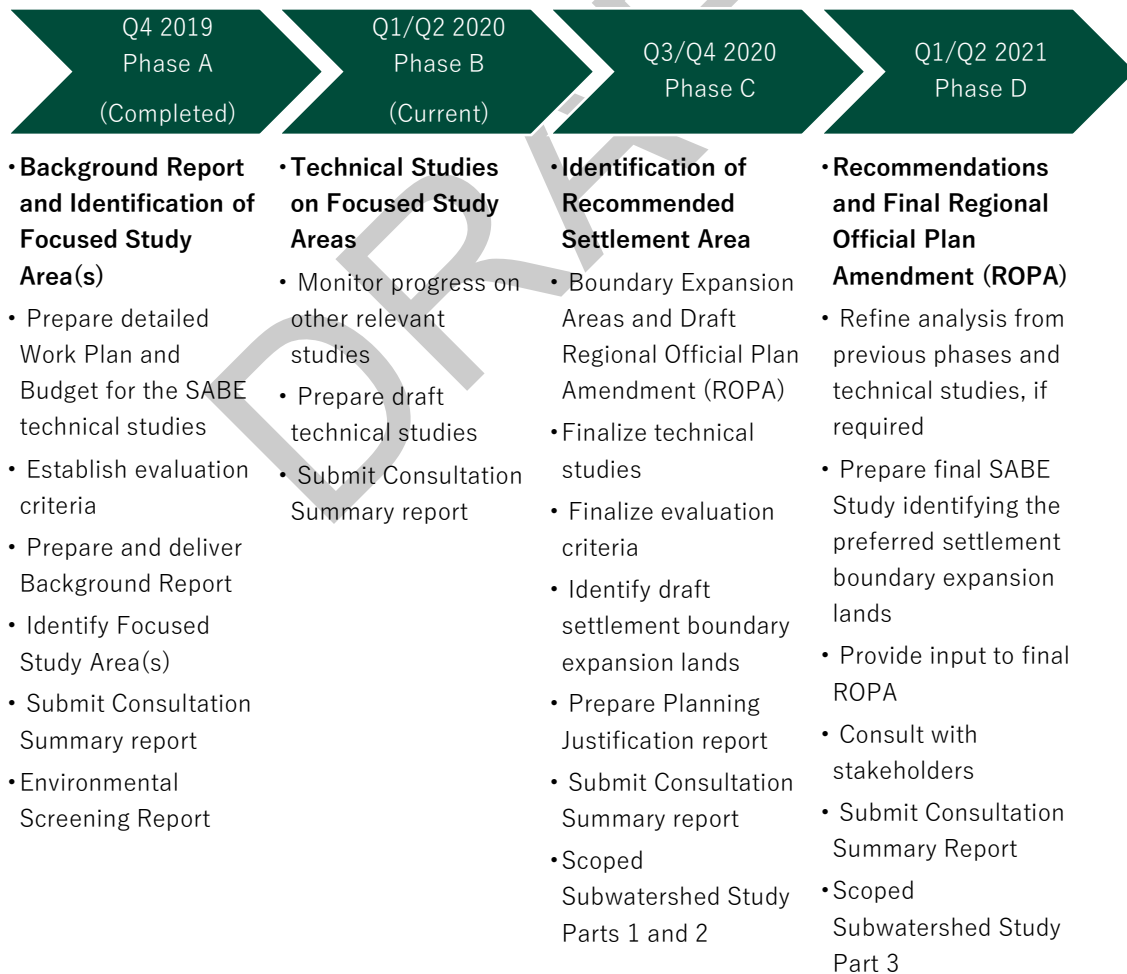 Q4 2019
Phase A
(Completed)
Q1/Q2 2020
Phase B
(Current)
Q3/Q4 2020
Phase C
Q1/Q2 2021
Phase D
•Background Report
and Identification of
Focused Study
Area(s)
• Prepare detailed
Work Plan and
Budget for the SABE
technical studies
• Establish evaluation
criteria
• Prepare and deliver
Background Report
• Identify Focused
Study Area(s)
• Submit Consultation
Summary report
•Environmental
Screening Report
•Technical Studies
on Focused Study
Areas
• Monitor progress on
other relevant
studies
• Prepare draft
technical studies
• Submit Consultation
Summary report
•Identification of
Recommended
Settlement Area
• Boundary Expansion
Areas and Draft
Regional Official Plan
Amendment (ROPA)
•Finalize technical
studies
• Finalize evaluation
criteria
• Identify draft
settlement boundary
expansion lands
• Prepare Planning
Justification report
• Submit Consultation
Summary report
•Scoped
Subwatershed Study
Parts 1 and 2
•Recommendations
and Final Regional
Official Plan
Amendment (ROPA)
• Refine analysis from
previous phases and
technical studies, if
required
• Prepare final SABE
Study identifying the
preferred settlement
boundary expansion
lands
• Provide input to final
ROPA
• Consult with
stakeholders
• Submit Consultation
Summary Report
•Scoped
Subwatershed Study
Part 3
DRA